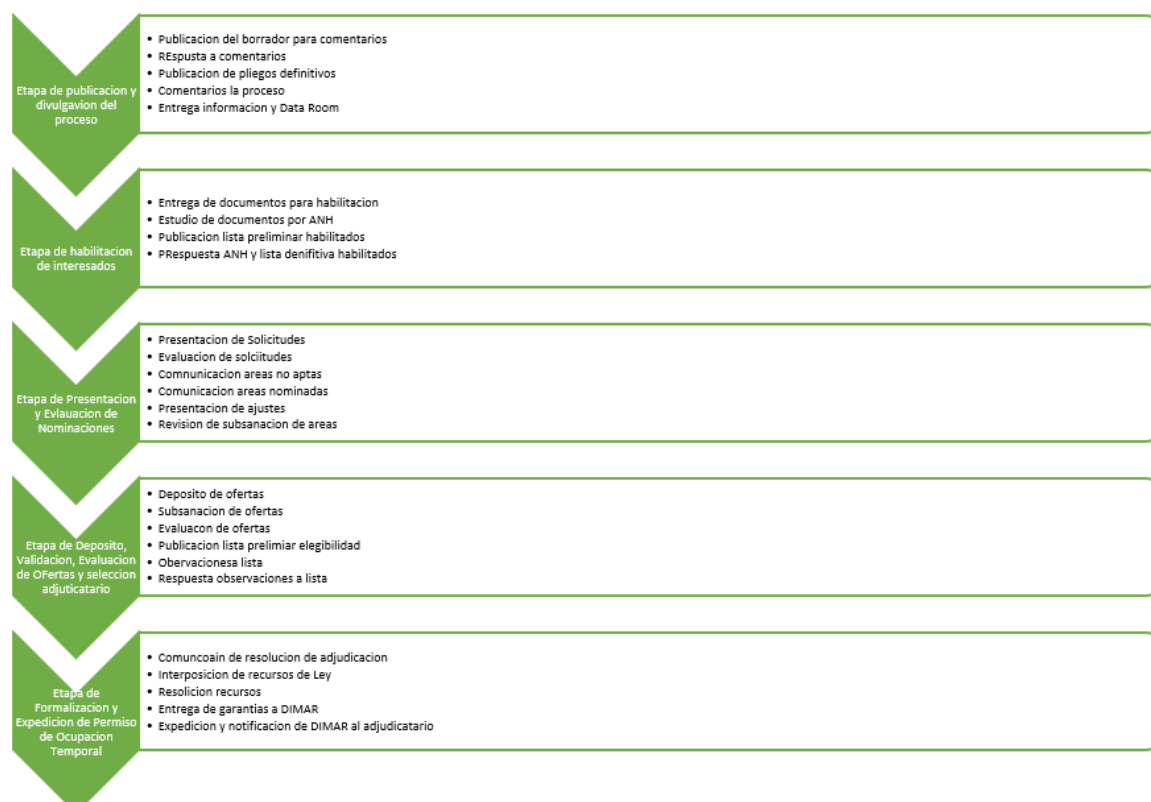 Etapa de publicacion y
divulgavion del
proceso
• Publicacion del borrador para comentarios
• REspusta a comentarios
• Publicacion de pliegos definitivos
• Comentarios la proceso
• Entrega informacion y Data Room
Etapa de habilitacion
de interesados
• Entrega de documentos para habilitacion
• Estudio de documentos por ANH
• Publicacion lista preliminar habilitados
• PRespuesta ANH y lista denifitiva habilitados
Etapa de Presentacion
y Evlauacion de
Nominaciones
• Presentacion de Solicitudes
• Evaluacion de solciitudes
• Comnunicacion areas no aptas
• Comunicacion areas nominadas
• Presentacion de ajustes
• Revision de subsanacion de areas
Etapa de Deposito,
Validacion, Evaluacion
de OFertas y seleccion
adjuticatario
• Deposito de ofertas
• Subsanacion de ofertas
• Evaluacon de ofertas
• Publicacion lista prelimiar elegibilidad
• Obervacionesa lista
• Respuesta observaciones a lista
Etapa de
Formalizacion y
Expedicion de Permiso
de Ocupacion
Temporal
• Comuncoain de resolucion de adjudicacion
• Interposicion de recursos de Ley
• Resolicion recursos
• Entrega de garantias a DIMAR
• Expedicion y notificacion de DIMAR al adjudicatario